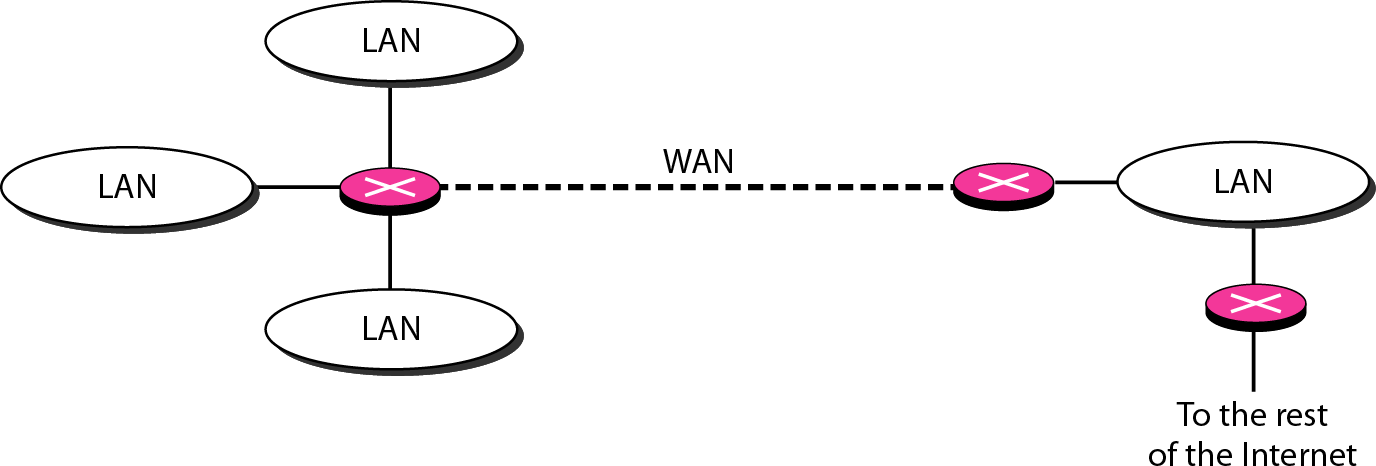 LAN
WAN
LAN
LAN
LAN
To the rest
of the Internet